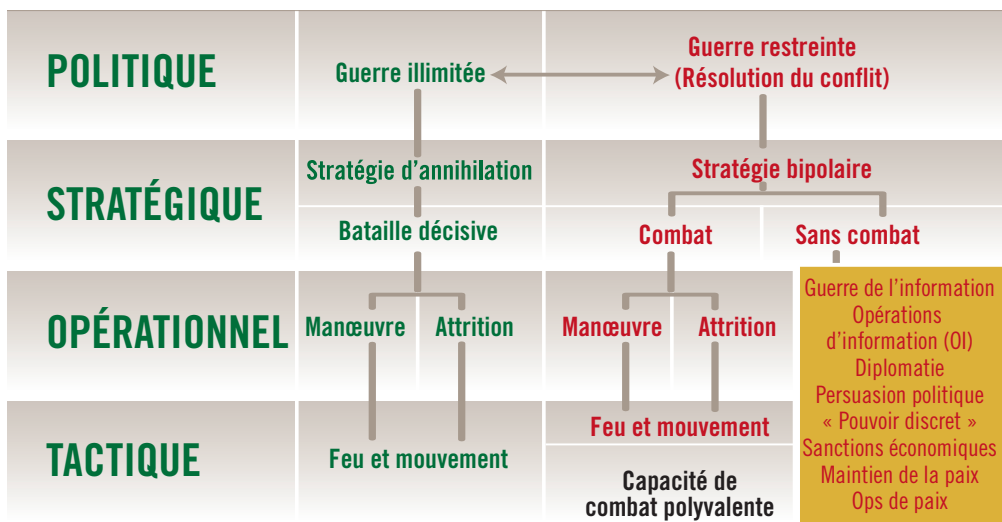 POLITIQUE
Guerre illimitée
Guerre restreinte
(Résolution du conflit)
STRATÉGIQUE
Stratégie d'annihilation
Stratégie bipolaire
Bataille décisive
Combat
Sans combat
OPÉRATIONNEL
Manœuvre
Attrition
Manœuvre
Attrition
Guerre de l'information
Opérations
d'information (OI)
Diplomatie
Persuasion politique
« Pouvoir discret »
Sanctions économiques
Maintien de la paix
Ops de paix
TACTIQUE
Feu et mouvement
Feu et mouvement
Capacité de
combat polyvalente